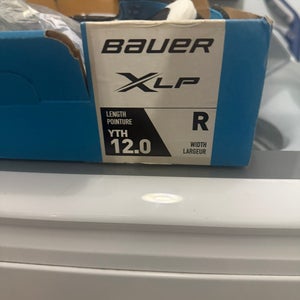 BAUER
XLP
LENGTH
POINTURE
YTH
12.0
R
WIDTH
LARGEUR